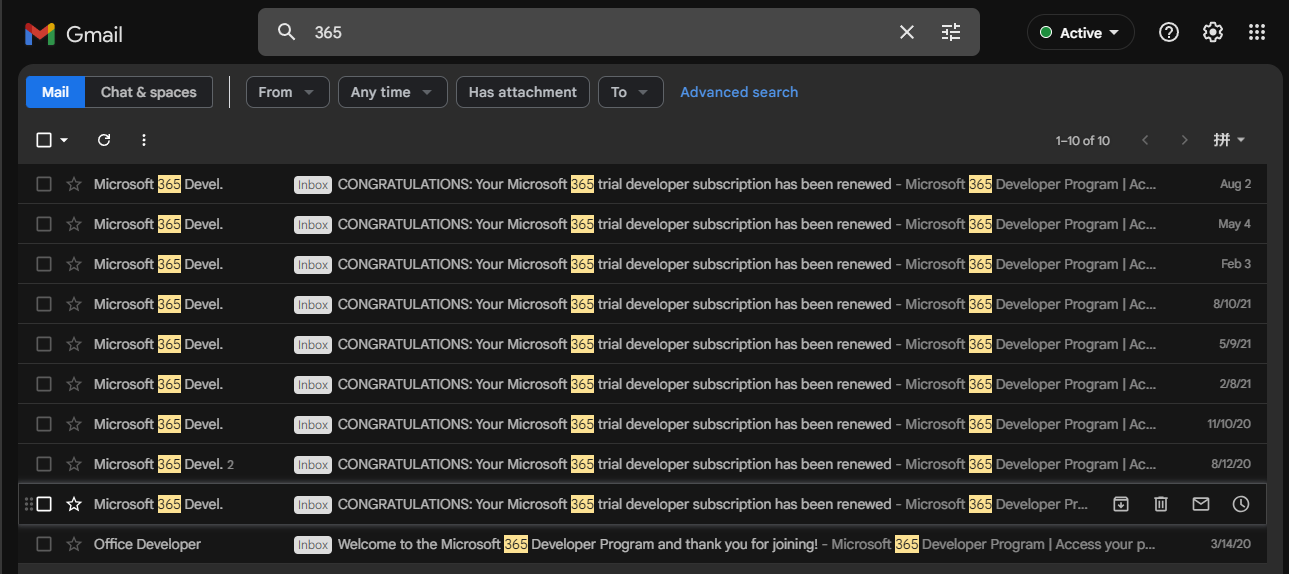 Gmail
365
Active
Mail
Chat & spaces
From
Any time
Has attachment
To
Advanced search
1–10 of 10
拼
Microsoft 365 Devel. Inbox CONGRATULATIONS: Your Microsoft 365 trial developer subscription has been renewed - Microsoft 365 Developer Program | Ac... Aug 2
Microsoft 365 Devel. Inbox CONGRATULATIONS: Your Microsoft 365 trial developer subscription has been renewed - Microsoft 365 Developer Program | Ac... May 4
Microsoft 365 Devel. Inbox CONGRATULATIONS: Your Microsoft 365 trial developer subscription has been renewed - Microsoft 365 Developer Program | Ac... Feb 3
Microsoft 365 Devel. Inbox CONGRATULATIONS: Your Microsoft 365 trial developer subscription has been renewed - Microsoft 365 Developer Program | Ac... 8/10/21
Microsoft 365 Devel. Inbox CONGRATULATIONS: Your Microsoft 365 trial developer subscription has been renewed - Microsoft 365 Developer Program | Ac... 5/9/21
Microsoft 365 Devel. Inbox CONGRATULATIONS: Your Microsoft 365 trial developer subscription has been renewed - Microsoft 365 Developer Program | Ac... 2/8/21
Microsoft 365 Devel. Inbox CONGRATULATIONS: Your Microsoft 365 trial developer subscription has been renewed - Microsoft 365 Developer Program | Ac... 11/10/20
Microsoft 365 Devel. 2 Inbox CONGRATULATIONS: Your Microsoft 365 trial developer subscription has been renewed - Microsoft 365 Developer Program | Ac... 8/12/20
Microsoft 365 Devel. Inbox CONGRATULATIONS: Your Microsoft 365 trial developer subscription has been renewed - Microsoft 365 Developer Pr...
Office Developer Inbox Welcome to the Microsoft 365 Developer Program and thank you for joining! - Microsoft 365 Developer Program | Access your p... 3/14/20